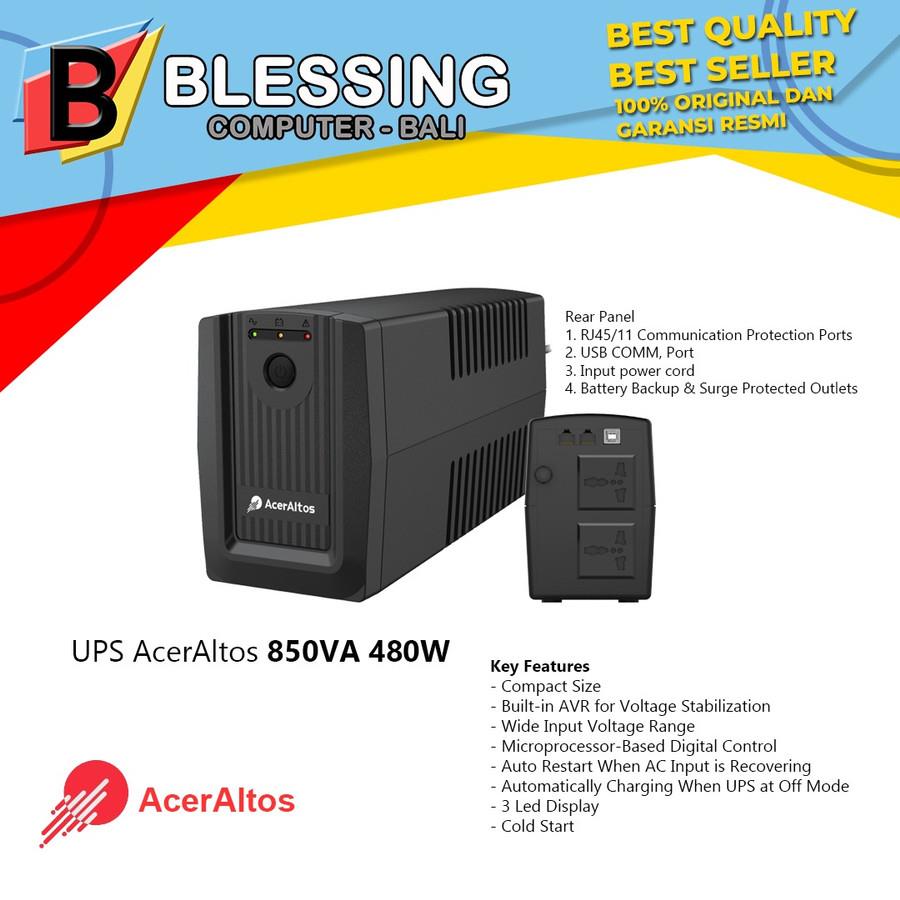 B BLESSING
COMPUTER - BALI
BEST QUALITY
BEST SELLER
100% ORIGINAL DAN
GARANSI RESMI
Rear Panel
1. RJ45/11 Communication Protection Ports
2. USB COMM, Port
3. Input power cord
4. Battery Backup & Surge Protected Outlets
AcerAltos
UPS AcerAltos 850VA 480W
Key Features
- Compact Size
- Built-in AVR for Voltage Stabilization
- Wide Input Voltage Range
- Microprocessor-Based Digital Control
- Auto Restart When AC Input is Recovering
- Automatically Charging When UPS at Off Mode
- 3 Led Display
- Cold Start
AcerAltos